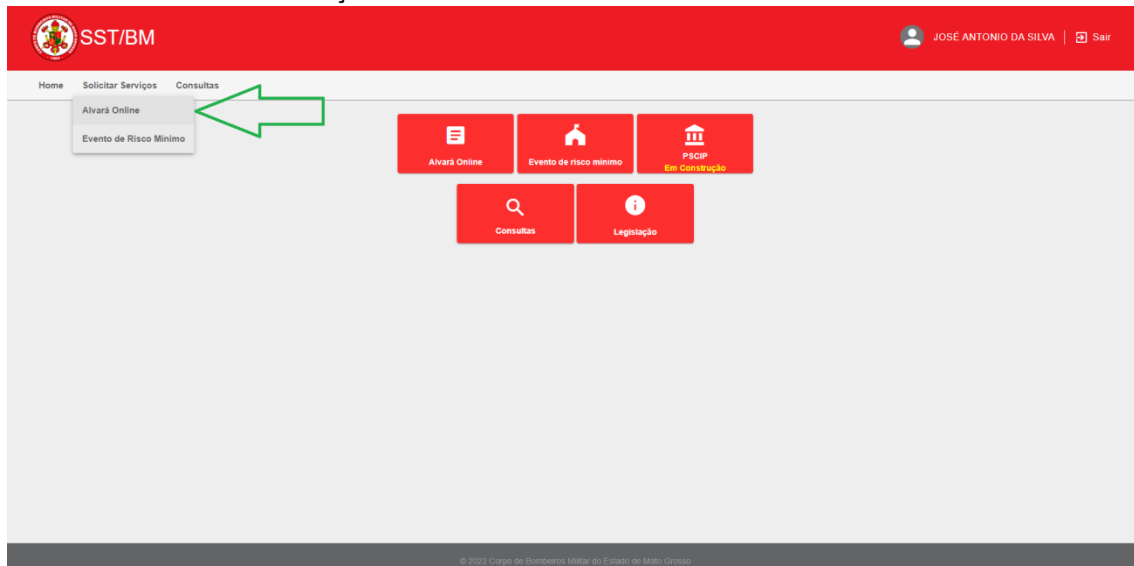 SST/BM
JOSÉ ANTONIO DA SILVA
Sair
Home
Solicitar Serviços
Consultas
Alvará Online
Evento de Risco Mínimo
Alvará Online
Evento de risco mínimo
PSCIP
Em Construção
Consultas
Legislação
© 2022 Corpo de Bombeiros Militar do Estado de Mato Grosso